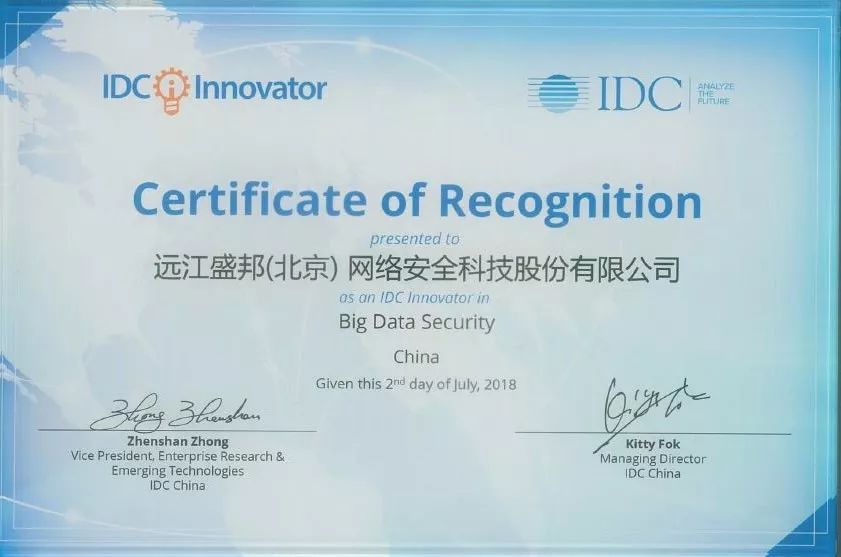 IDC Innovator
IDC
ANALYZE
THE
FUTURE
Certificate of Recognition
presented to
远江盛邦(北京) 网络安全科技股份有限公司
as an IDC Innovator in
Big Data Security
China
Given this 2nd day of July, 2018
Zhong Zhenshan
Zhenshan Zhong
Vice President, Enterprise Research &
Emerging Technologies
IDC China
Kitty Fok
Managing Director
IDC China